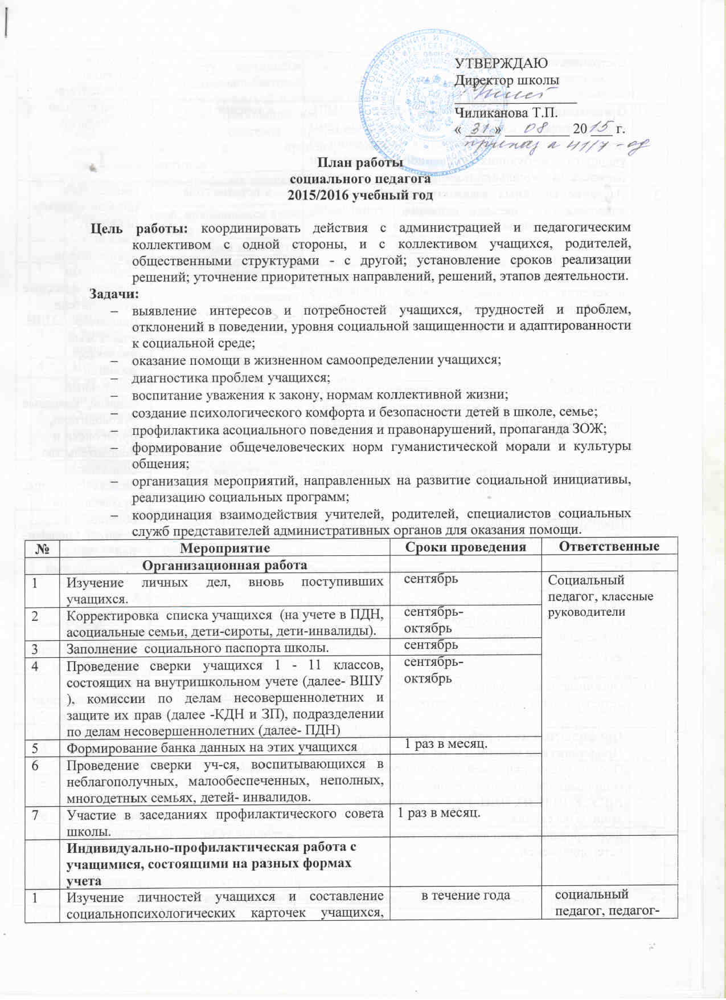 УТВЕРЖДАЮ
Директор школы
Чиликанова Т.П.
« 31 » 08 20 15 г.
приказ № 41/7-од
План работы
социального педагога
2015/2016 учебный год
Цель работы: координировать действия с администрацией и педагогическим
коллективом с одной стороны, и с коллективом учащихся, родителей,
общественными структурами - с другой; установление сроков реализации
решений; уточнение приоритетных направлений, решений, этапов деятельности.
Задачи:
– выявление интересов и потребностей учащихся, трудностей и проблем,
отклонений в поведении, уровня социальной защищенности и адаптированности
к социальной среде;
– оказание помощи в жизненном самоопределении учащихся;
– диагностика проблем учащихся;
– воспитание уважения к закону, нормам коллективной жизни;
– создание психологического комфорта и безопасности детей в школе, семье;
– профилактика асоциального поведения и правонарушений, пропаганда ЗОЖ;
– формирование общечеловеческих норм гуманистической морали и культуры
общения;
– организация мероприятий, направленных на развитие социальной инициативы,
реализацию социальных программ;
– координация взаимодействия учителей, родителей, специалистов социальных
служб представителей административных органов для оказания помощи.
№ Мероприятие Сроки проведения Ответственные
Организационная работа
1 Изучение личных дел, вновь поступивших сентябрь Социальный
учащихся. педагог, классные
2 Корректировка списка учащихся (на учете в ПДН, сентябрь- руководители
асоциальные семьи, дети-сироты, дети-инвалиды). октябрь
3 Заполнение социального паспорта школы. сентябрь
4 Проведение сверки учащихся 1 - 11 классов, сентябрь-
состоящих на внутришкольном учете (далее- ВШУ октябрь
), комиссии по делам несовершеннолетних и
защите их прав (далее -КДН и ЗП), подразделении
по делам несовершеннолетних (далее- ПДН)
5 Формирование банка данных на этих учащихся 1 раз в месяц.
6 Проведение сверки уч-ся, воспитывающихся в
неблагополучных, малообеспеченных, неполных,
многодетных семьях, детей- инвалидов.
7 Участие в заседаниях профилактического совета 1 раз в месяц.
школы.
Индивидуально-профилактическая работа с
учащимися, состоящими на разных формах
учета
1 Изучение личностей учащихся и составление в течение года социальный
социальнопсихологических карточек учащихся, педагог, педагог-